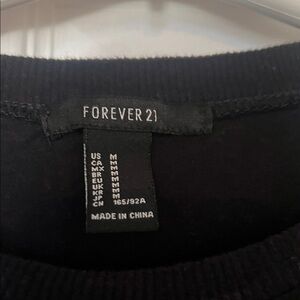 FOREVER 21
US M
CA M
MX M
BR M
EU M
UK M
KR M
JP M
CN 165/92A
MADE IN CHINA